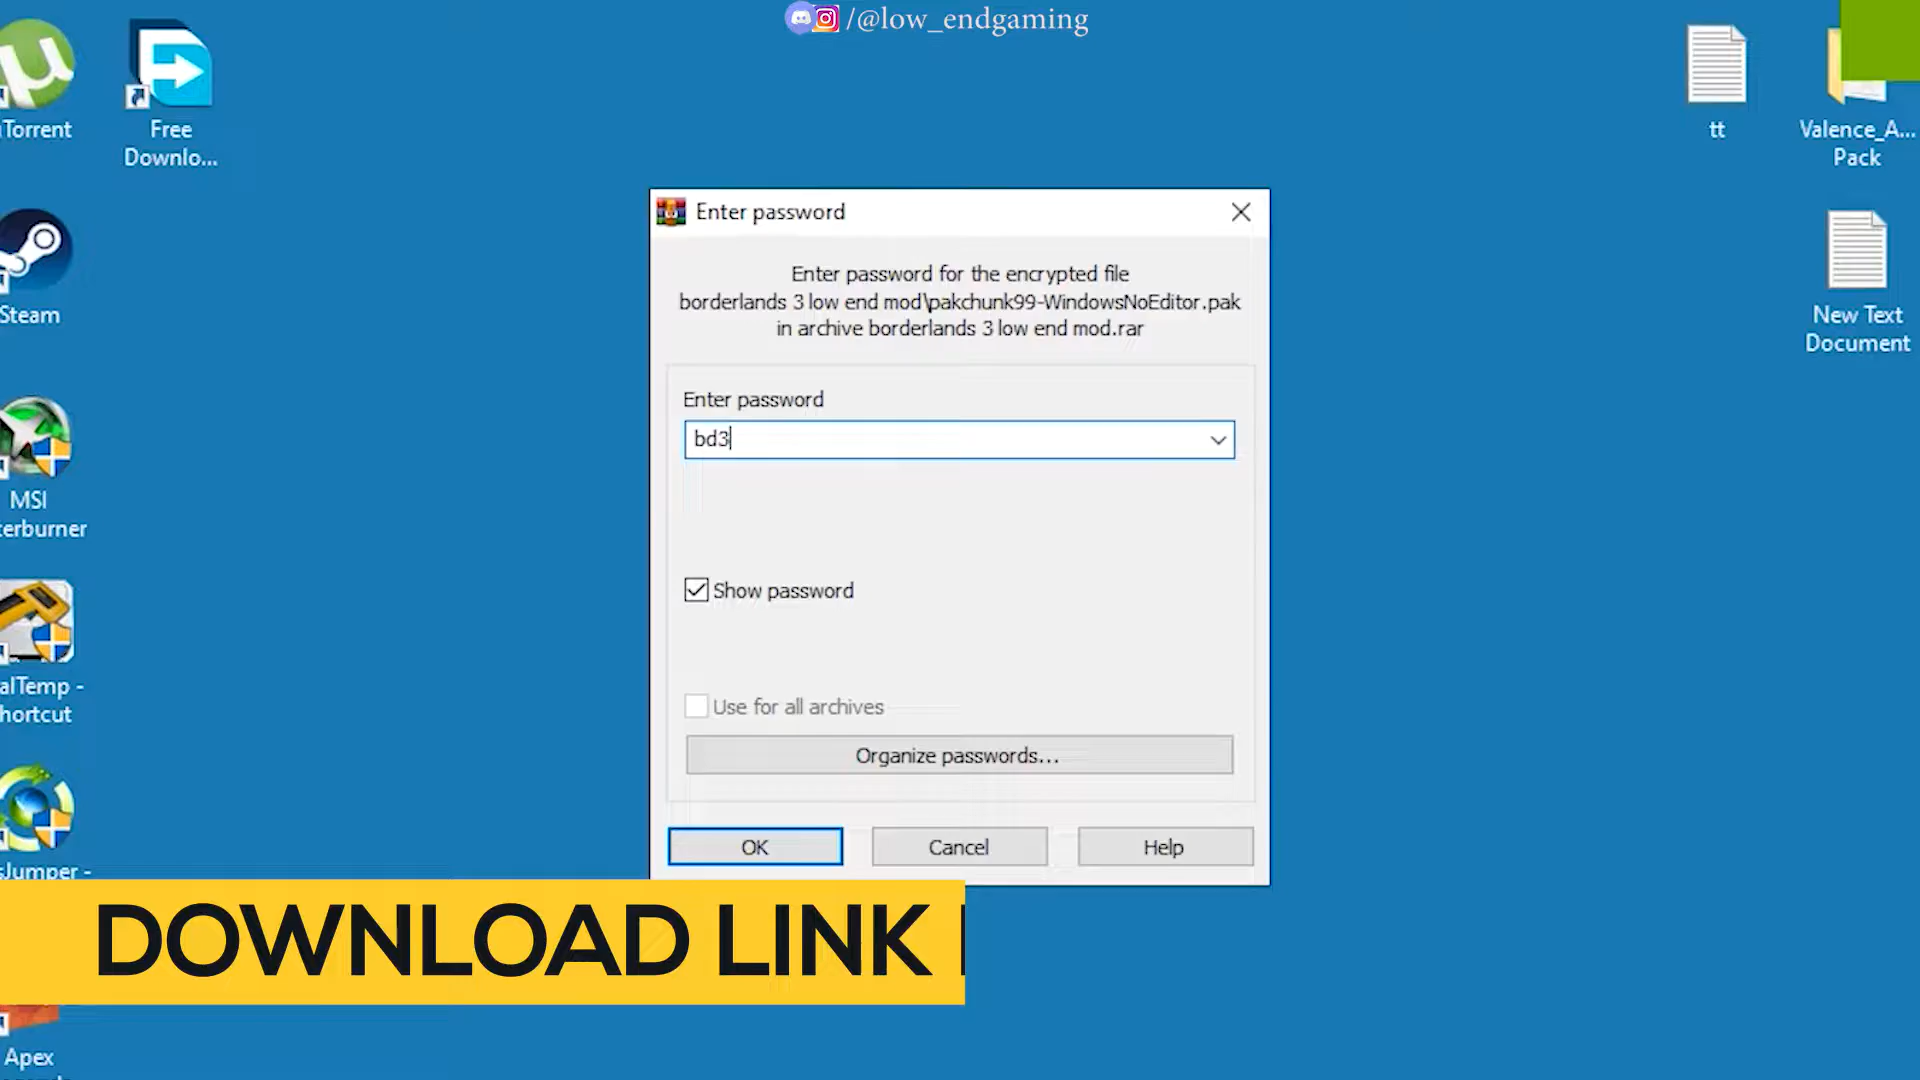 /@low_endgaming
Torrent
Free
Downlo...
tt
Valence_A...
Pack
Steam
New Text
Document
Enter password
Enter password for the encrypted file
borderlands 3 low end mod\pakchunk99-WindowsNoEditor.pak
in archive borderlands 3 low end mod.rar
Enter password
bd3
Show password
Use for all archives
Organize passwords...
OK
Cancel
Help
MSI
terburner
alTemp -
hortcut
sJumper -
DOWNLOAD LINK
Apex